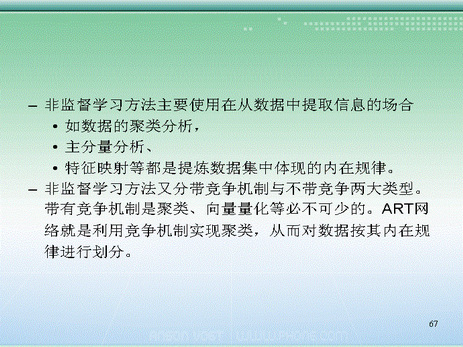 – 非监督学习方法主要使用在从数据中提取信息的场合
• 如数据的聚类分析，
• 主分量分析、
• 特征映射等都是提炼数据集中体现的内在规律。
– 非监督学习方法又分带竞争机制与不带竞争两大类型。
带有竞争机制是聚类、向量量化等必不可少的。ART网
络就是利用竞争机制实现聚类，从而对数据按其内在规
律进行划分。
67